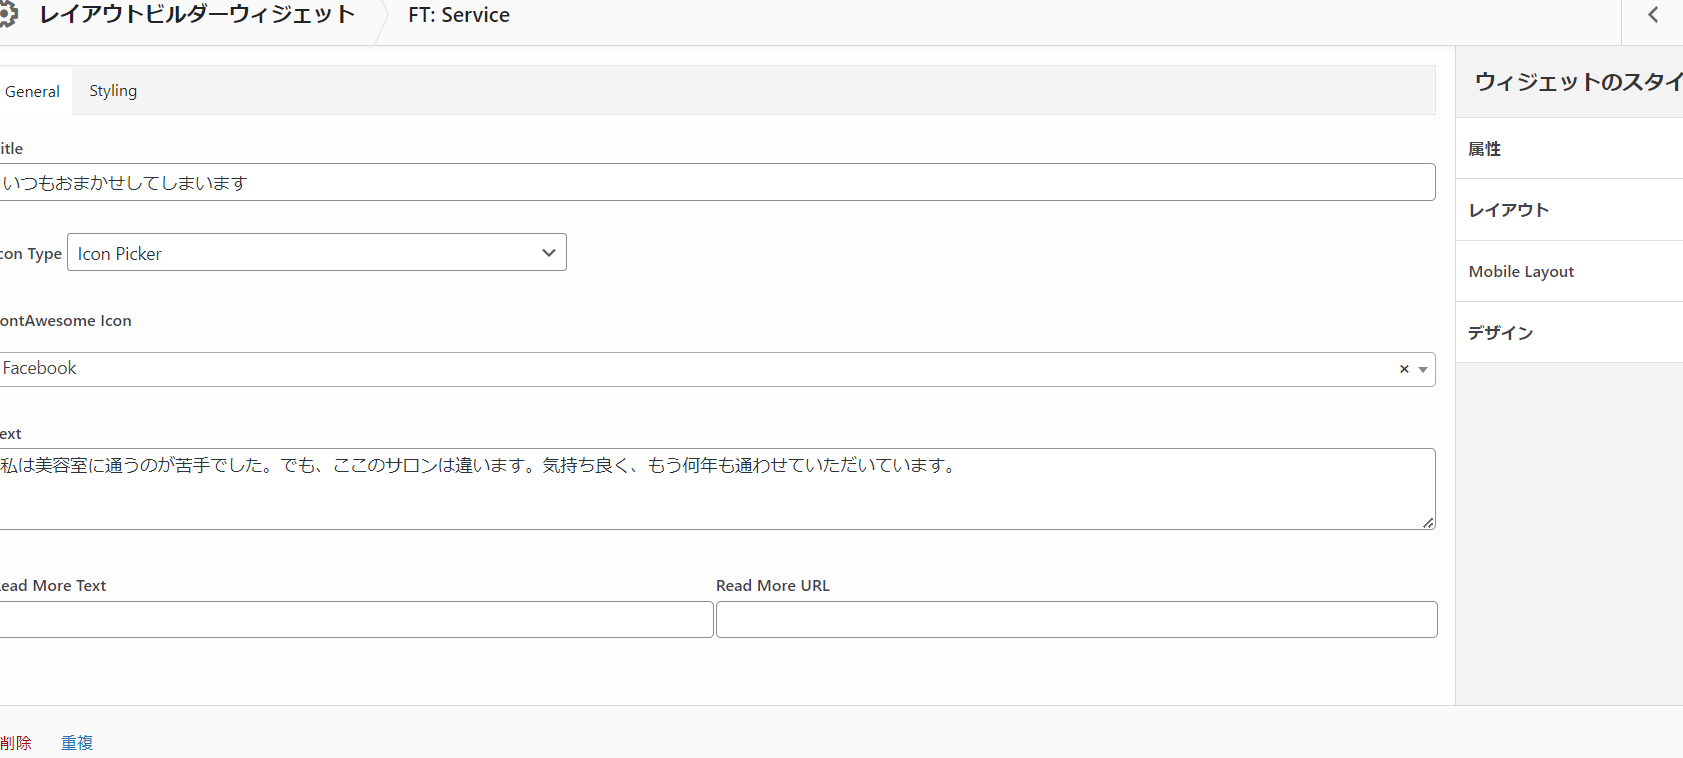 レイアウトビルダーウィジェット FT: Service
ウィジェットのスタイ
General Styling
itle
いつもおまかせしてしまいます
con Type Icon Picker
ontAwesome Icon
Facebook
ext
私は美容室に通うのが苦手でした。でも、ここのサロンは違います。気持ち良く、もう何年も通わせていただいています。
ead More Text Read More URL
属性
レイアウト
Mobile Layout
デザイン
削除 重複